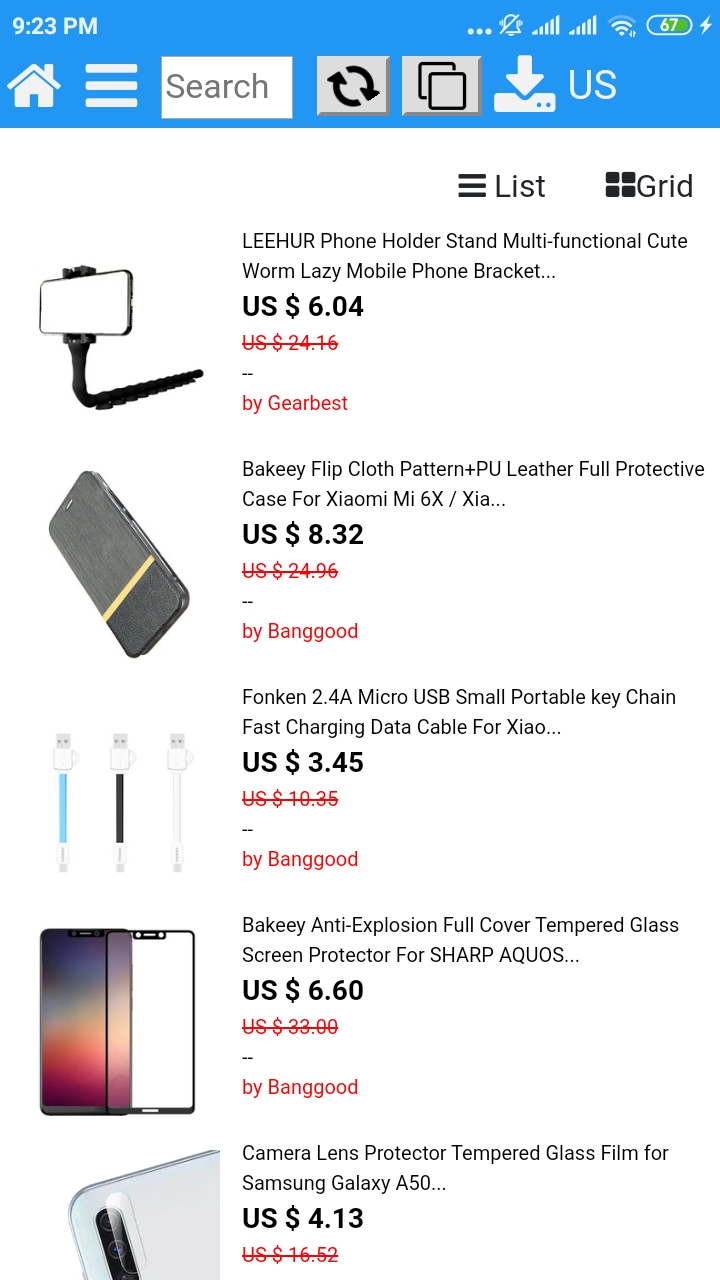 9:23 PM
67
Search
US
List
Grid
LEEHUR Phone Holder Stand Multi-functional Cute
Worm Lazy Mobile Phone Bracket...
US $ 6.04
US $ 24.16
--
by Gearbest
Bakeey Flip Cloth Pattern+PU Leather Full Protective
Case For Xiaomi Mi 6X / Xia...
US $ 8.32
US $ 24.96
--
by Banggood
Fonken 2.4A Micro USB Small Portable key Chain
Fast Charging Data Cable For Xiao...
US $ 3.45
US $ 10.35
--
by Banggood
Bakeey Anti-Explosion Full Cover Tempered Glass
Screen Protector For SHARP AQUOS...
US $ 6.60
US $ 33.00
--
by Banggood
Camera Lens Protector Tempered Glass Film for
Samsung Galaxy A50...
US $ 4.13
US $ 16.52